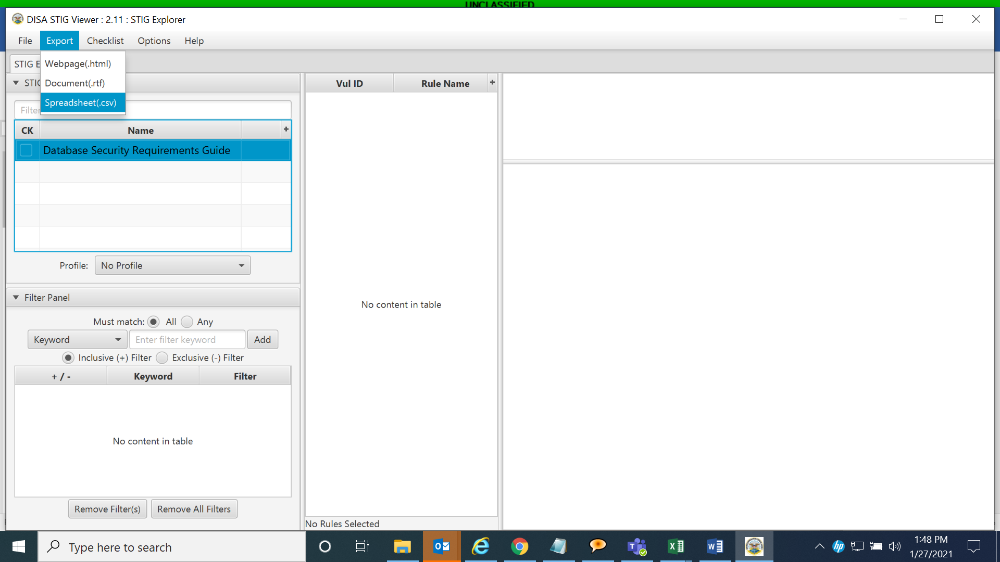 UNCLASSIFIED
DISA STIG Viewer : 2.11 : STIG Explorer
File Export Checklist Options Help
STIG E
Webpage(.html)
Document(.rtf)
Spreadsheet(.csv)
STIG
Filter
CK Name +
Database Security Requirements Guide
Profile: No Profile
Filter Panel
Must match: All Any
Keyword Enter filter keyword Add
Inclusive (+) Filter Exclusive (-) Filter
+ / - Keyword Filter
No content in table
Remove Filter(s) Remove All Filters
Vul ID Rule Name +
No content in table
No Rules Selected
Type here to search
hp
1:48 PM
1/27/2021